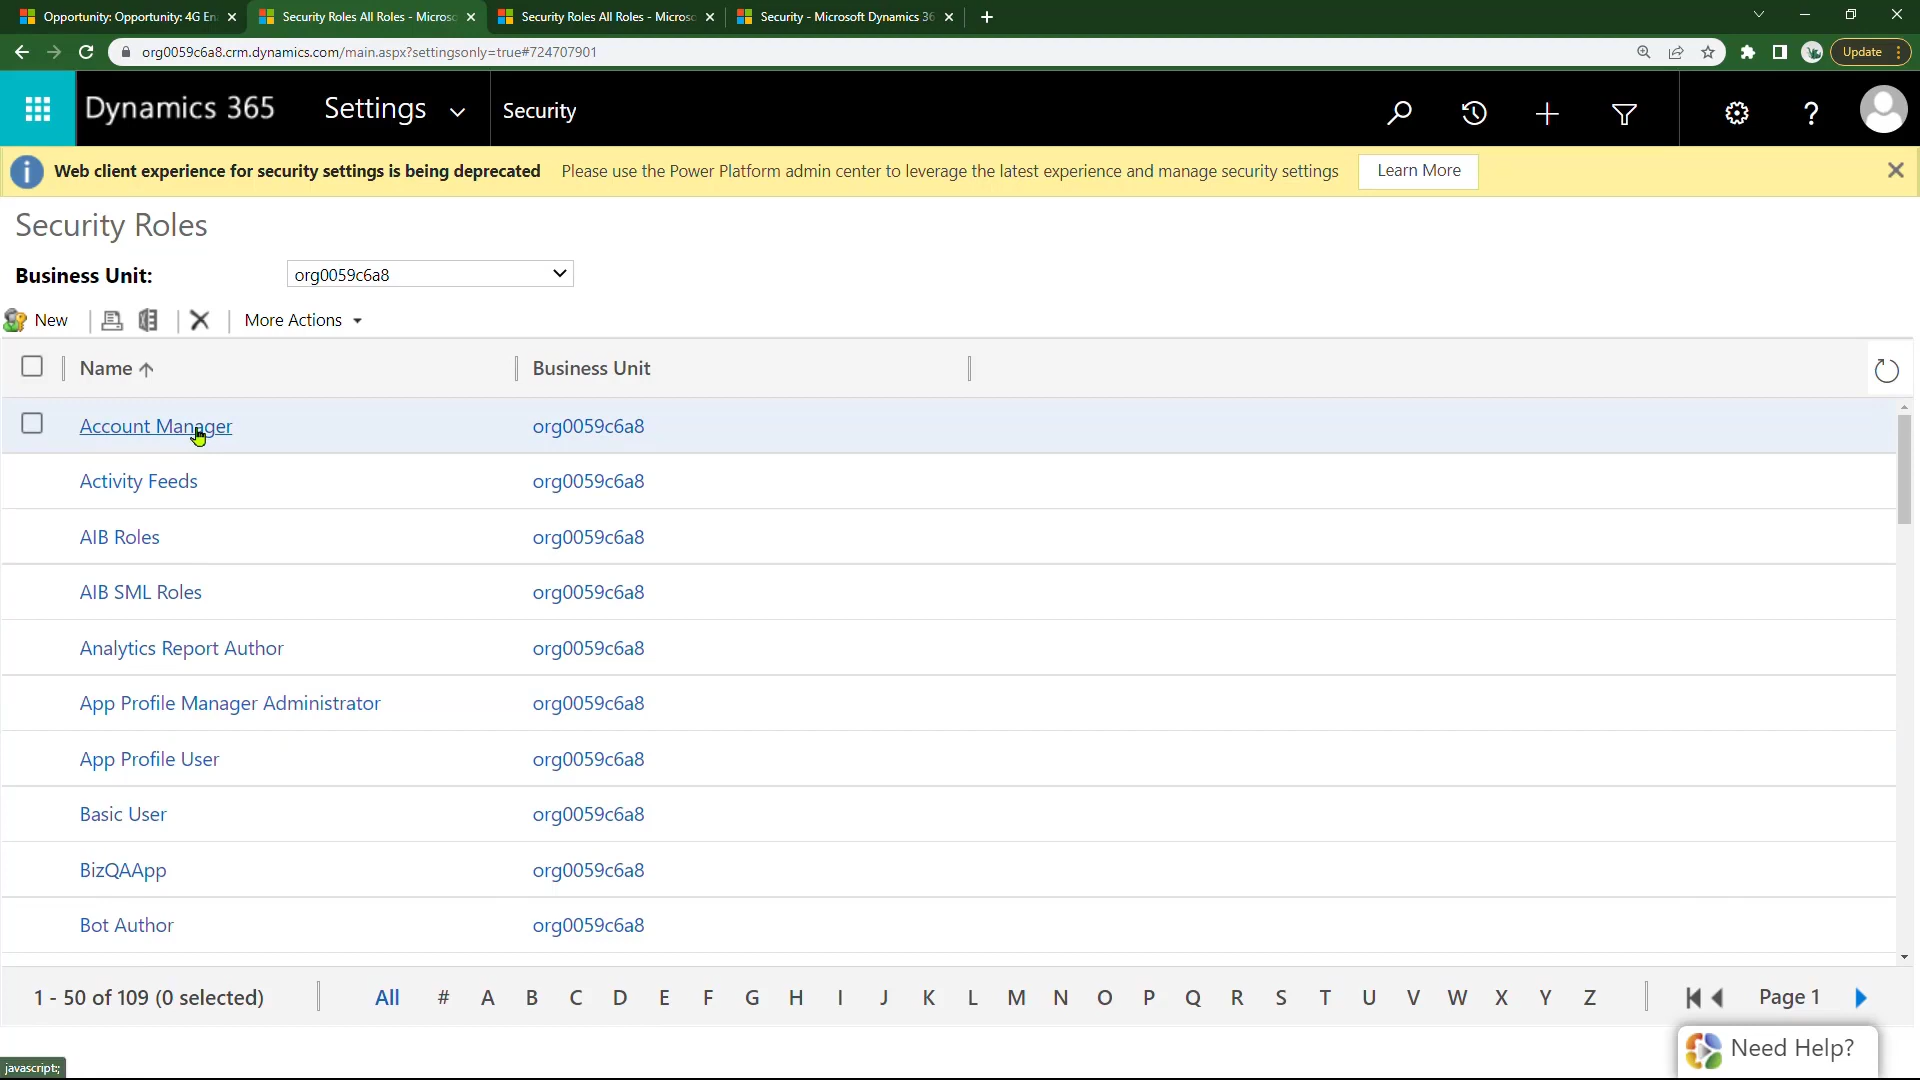 Opportunity: Opportunity: 4G En
Security Roles All Roles - Microso
Security Roles All Roles - Microso
Security - Microsoft Dynamics 36
org0059c6a8.crm.dynamics.com/main.aspx?settingsonly=true#724707901
Update
Dynamics 365 Settings Security
Web client experience for security settings is being deprecated Please use the Power Platform admin center to leverage the latest experience and manage security settings Learn More
Security Roles
Business Unit: org0059c6a8
New More Actions
Name Business Unit
Account Manager org0059c6a8
Activity Feeds org0059c6a8
AIB Roles org0059c6a8
AIB SML Roles org0059c6a8
Analytics Report Author org0059c6a8
App Profile Manager Administrator org0059c6a8
App Profile User org0059c6a8
Basic User org0059c6a8
BizQAApp org0059c6a8
Bot Author org0059c6a8
1 - 50 of 109 (0 selected) All # A B C D E F G H I J K L M N O P Q R S T U V W X Y Z Page 1
Need Help?
javascript:;